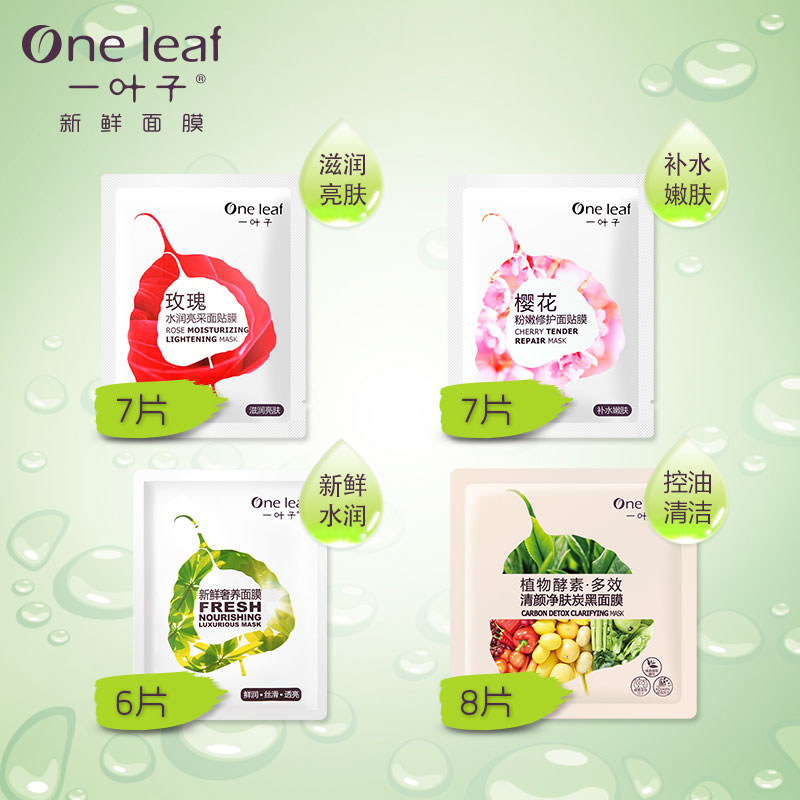 One leaf
一叶子®
新鲜面膜
滋润
亮肤
One leaf
一叶子
玫瑰
水润亮采面贴膜
ROSE MOISTURIZING
LIGHTENING MASK
滋润亮肤
7片
补水
嫩肤
One leaf
一叶子
樱花
粉嫩修护面贴膜
CHERRY TENDER
REPAIR MASK
补水嫩肤
7片
新鲜
水润
One leaf
一叶子
新鲜奢养面膜
FRESH
NOURISHING
LUXURIOUS MASK
鲜润·丝滑·透亮
6片
控油
清洁
One leaf
一叶子
植物酵素·多效
清颜净肤炭黑面膜
CARBON DETOX CLARIFYING MASK
8片